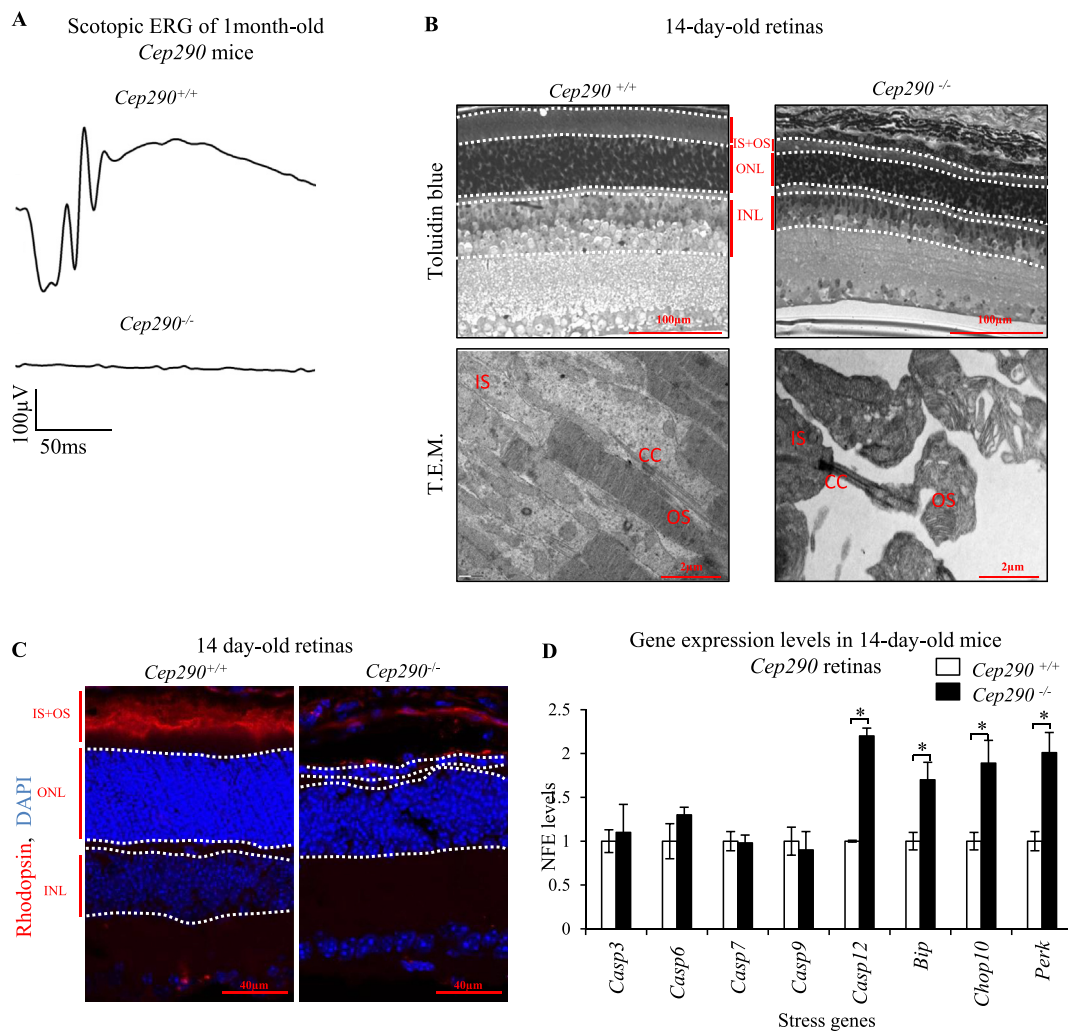 A
Scotopic ERG of 1month-old
Cep290 mice
Cep290+/+
Cep290-/-
100µV
50ms
B
14-day-old retinas
Cep290 +/+
Cep290 -/-
Toluidin blue
IS+OS
ONL
INL
100µm
100µm
T.E.M.
IS
CC
OS
2µm
IS
CC
OS
2µm
C
14 day-old retinas
Cep290+/+
Cep290-/-
Rhodopsin, DAPI
IS+OS
ONL
INL
40µm
40µm
D
Gene expression levels in 14-day-old mice
Cep290 retinas
Cep290 +/+
Cep290 -/-
NFE levels
2.5
2
1.5
1
0.5
0
*
*
*
*
Casp3
Casp6
Casp7
Casp9
Casp12
Bip
Chop10
Perk
Stress genes